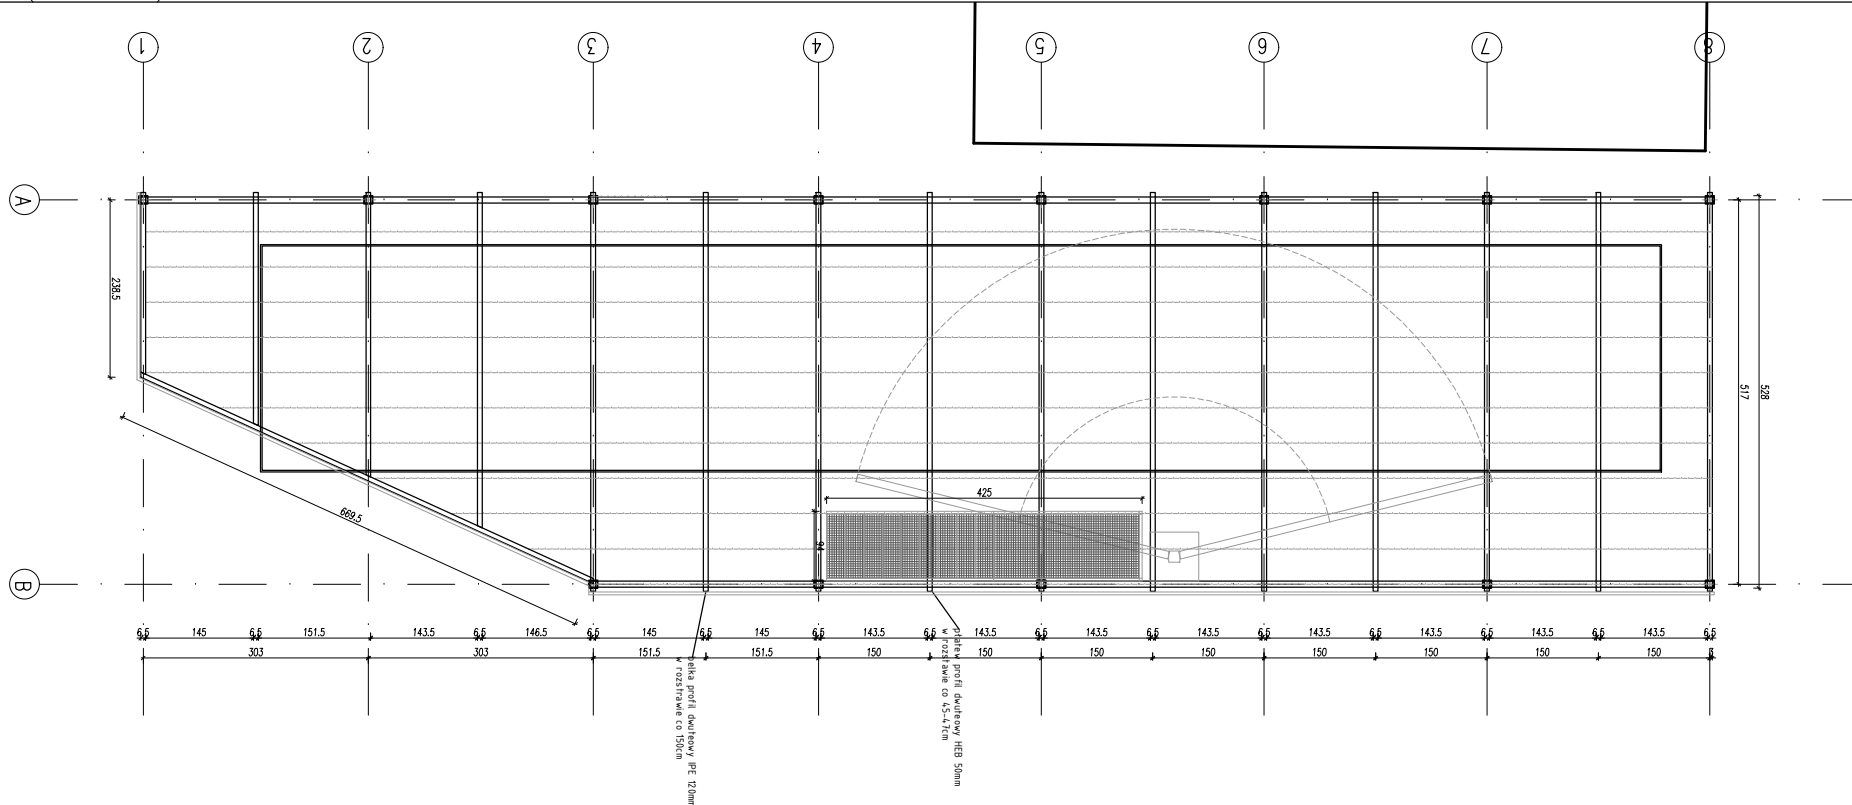 1 2 3 4 5 6 7 8
A
238.5
517
528
669.5
425
94
B
6.5 145 6.5 151.5 143.5 6.5 146.5 6.5 145 6.5 145 6.5 143.5 6.5 143.5 6.5 143.5 6.5 143.5 6.5 143.5 6.5 143.5 6.5 143.5 6.5 143.5 6.5
303 303 151.5 151.5 150 150 150 150 150 150 150 150
belka profil dwuteowy IPE 120mm
w rozstrawie co 150cm
płatew profil dwuteowy HEB 50mm
w rozstawie co 45-47cm